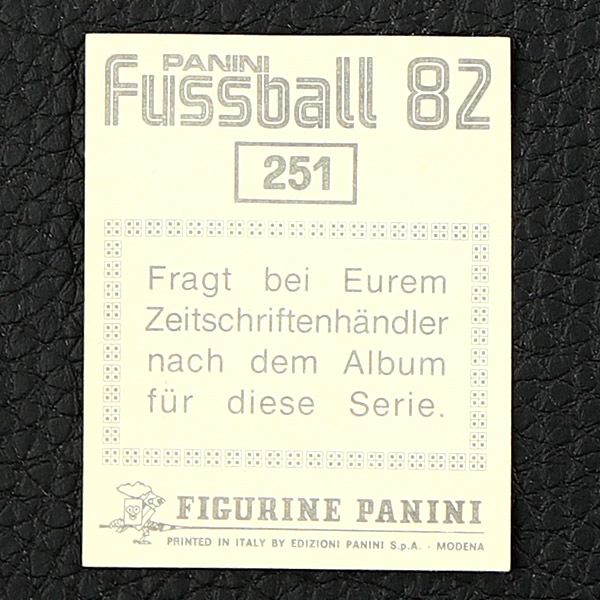 PANINI
Fussball 82
251
Fragt bei Eurem
Zeitschriftenhändler
nach dem Album
für diese Serie.
FIGURINE PANINI
PRINTED IN ITALY BY EDIZIONI PANINI S.p.A. - MODENA